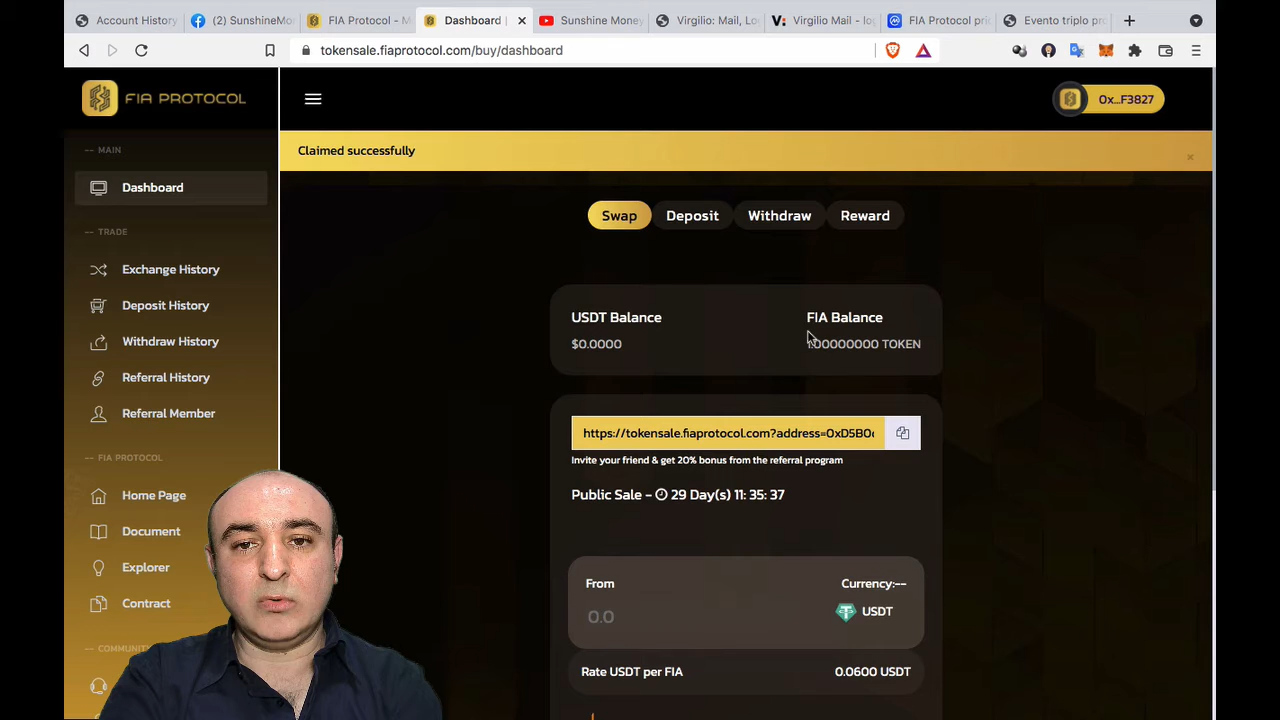 Account History
(2) SunshineMo
FIA Protocol - M
Dashboard |
Sunshine Money
Virgilio: Mail, Lo
Virgilio Mail - lo
FIA Protocol pri
Evento triplo pr
tokensale.fiaprotocol.com/buy/dashboard
FIA PROTOCOL
0x...F3827
Claimed successfully
-- MAIN
Dashboard
-- TRADE
Exchange History
Deposit History
Withdraw History
Referral History
Referral Member
-- FIA PROTOCOL
Home Page
Document
Explorer
Contract
-- COMMUNITY
Swap Deposit Withdraw Reward
USDT Balance FIA Balance
$0.0000 TOKEN
https://tokensale.fiaprotocol.com?address=0xD5B0
Invite your friend & get 20% bonus from the referral program
Public Sale - 29 Day(s) 11: 35: 37
From Currency:--
0.0 USDT
Rate USDT per FIA 0.0600 USDT